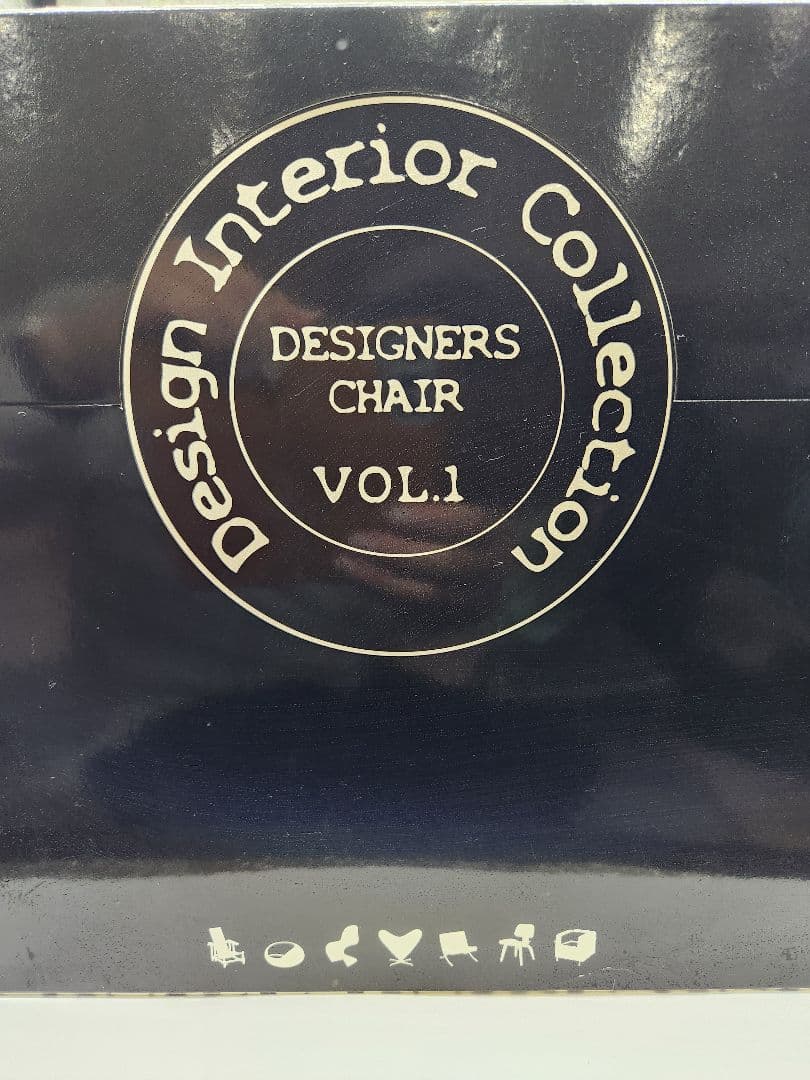 Design Interior Collection
DESIGNERS
CHAIR
VOL.1